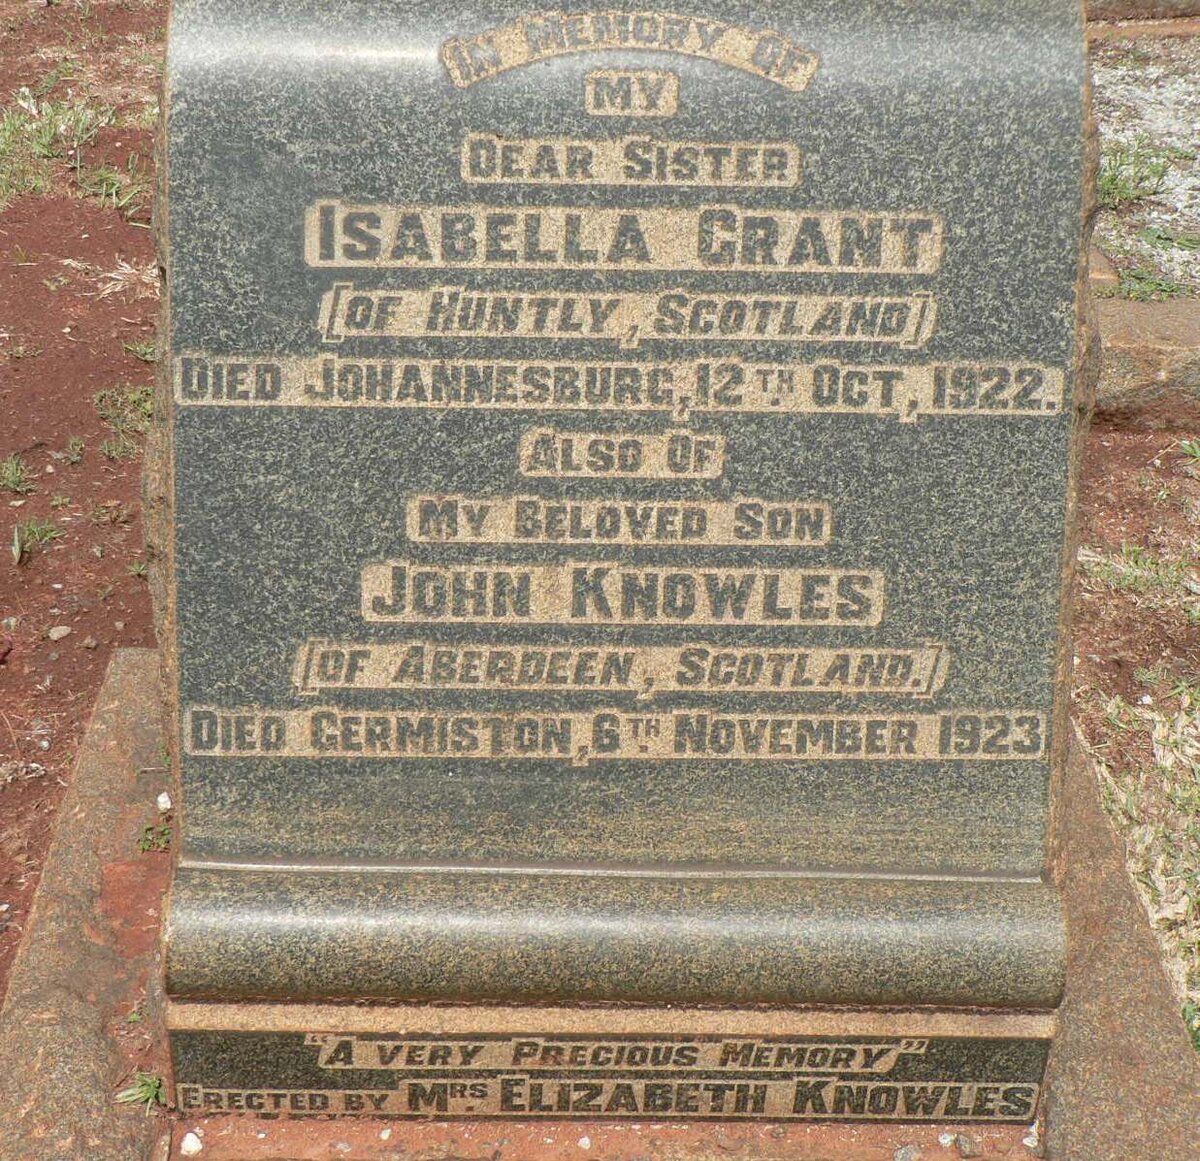 IN MEMORY OF
MY
DEAR SISTER
ISABELLA GRANT
[OF HUNTLY, SCOTLAND]
DIED JOHANNESBURG, 12TH OCT, 1922.
ALSO OF
MY BELOVED SON
JOHN KNOWLES
[OF ABERDEEN, SCOTLAND.]
DIED GERMISTON, 6TH NOVEMBER 1923
"A VERY PRECIOUS MEMORY"
ERECTED BY MRS. ELIZABETH KNOWLES